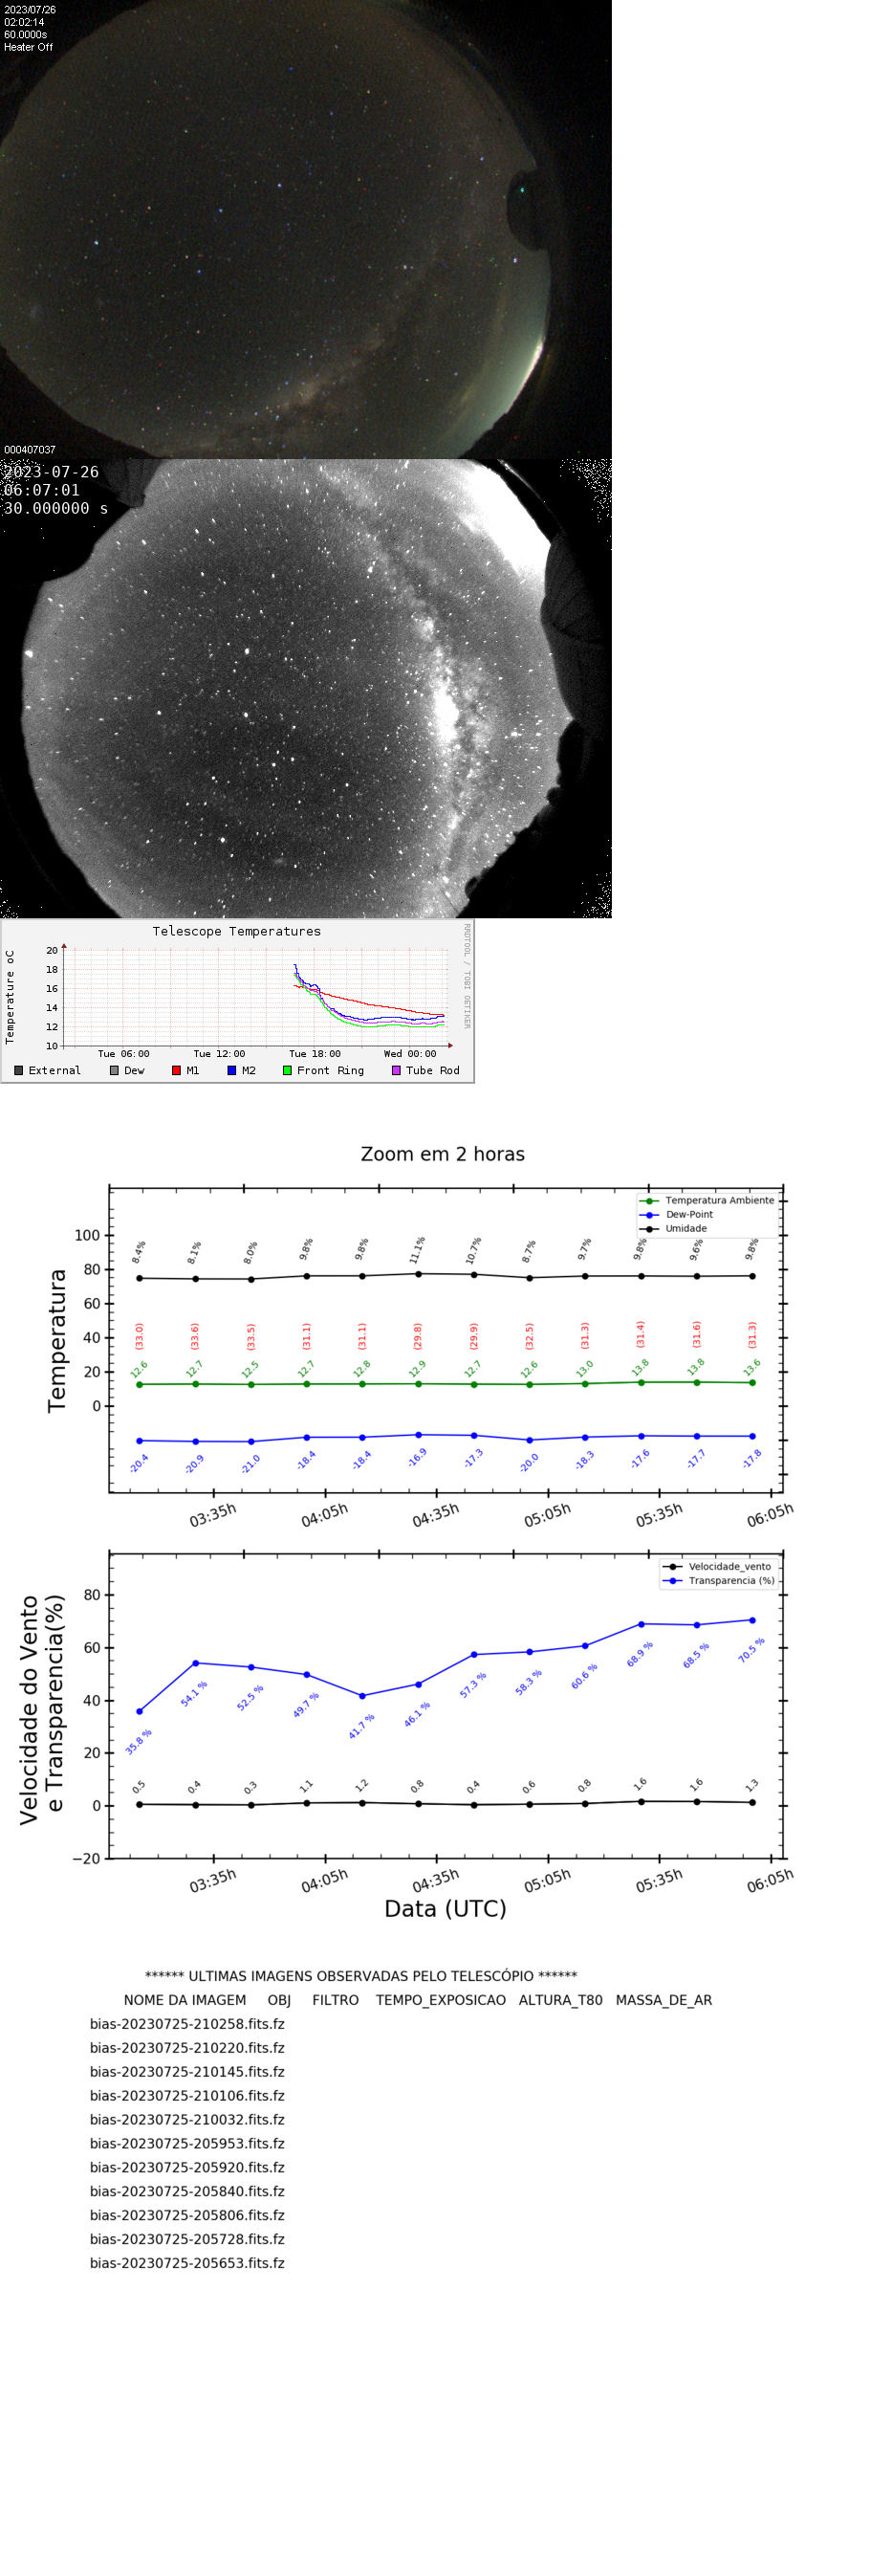 2023/07/26
02:02:14
60.0000s
Heater Off
000407037
2023-07-26
06:07:01
30.000000 s
Telescope Temperatures
RRDTOOL / TOBI OETIKER
Temperature oC
20
18
16
14
12
10
Tue 06:00 Tue 12:00 Tue 18:00 Wed 00:00
External Dew M1 M2 Front Ring Tube Rod
Zoom em 2 horas
Temperatura Ambiente
Dew-Point
Umidade
Temperatura
100
80
60
40
20
0
8.4% 8.1% 8.0% 9.8% 9.8% 11.1% 10.7% 8.7% 9.7% 9.8% 9.6% 9.8%
(33.0) (33.6) (33.5) (31.1) (31.1) (29.8) (29.9) (32.5) (31.3) (31.4) (31.6) (31.3)
12.6 12.7 12.5 12.7 12.8 12.9 12.7 12.6 13.0 13.8 13.8 13.6
-20.4 -20.9 -21.0 -18.4 -18.4 -16.9 -17.3 -20.0 -18.3 -17.6 -17.7 -17.8
03:35h 04:05h 04:35h 05:05h 05:35h 06:05h
Velocidade_vento
Transparencia (%)
Velocidade do Vento
e Transparencia(%)
80
60
40
20
0
−20
35.8 % 54.1 % 52.5 % 49.7 % 41.7 % 46.1 % 57.3 % 58.3 % 60.6 % 68.9 % 68.5 % 70.5 %
0.5 0.4 0.3 1.1 1.2 0.8 0.4 0.6 0.8 1.6 1.6 1.3
03:35h 04:05h 04:35h 05:05h 05:35h 06:05h
Data (UTC)
****** ULTIMAS IMAGENS OBSERVADAS PELO TELESCÓPIO ******
NOME DA IMAGEM OBJ FILTRO TEMPO_EXPOSICAO ALTURA_T80 MASSA_DE_AR
bias-20230725-210258.fits.fz
bias-20230725-210220.fits.fz
bias-20230725-210145.fits.fz
bias-20230725-210106.fits.fz
bias-20230725-210032.fits.fz
bias-20230725-205953.fits.fz
bias-20230725-205920.fits.fz
bias-20230725-205840.fits.fz
bias-20230725-205806.fits.fz
bias-20230725-205728.fits.fz
bias-20230725-205653.fits.fz